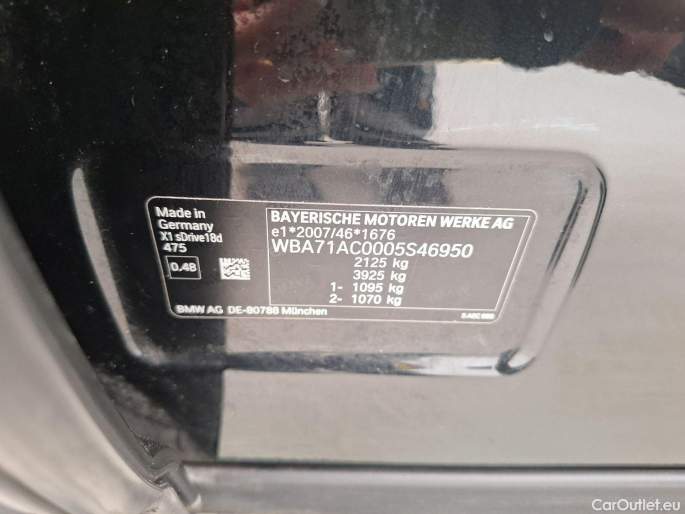 Made in
Germany
X1 sDrive18d
475
0.4B
BAYERISCHE MOTOREN WERKE AG
e1*2007/46*1676
WBA71AC0005S46950
2125 kg
3925 kg
1- 1095 kg
2- 1070 kg
BMW AG DE-80788 München
CarOutlet.eu